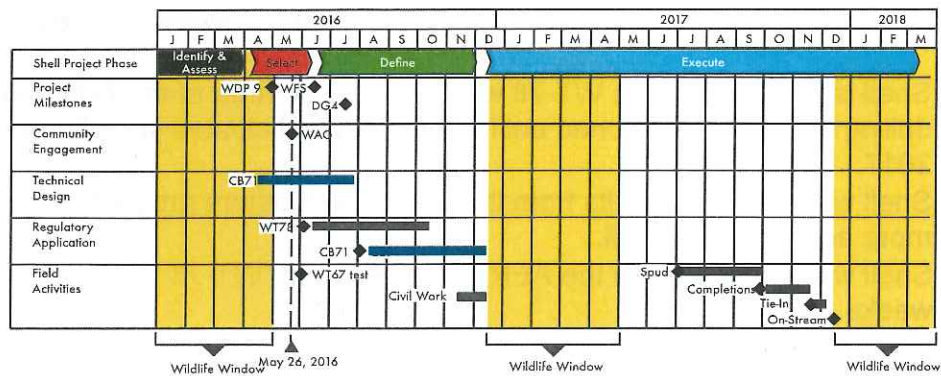 2016 2017 2018
J F M A M J J A S O N D J F M A M J J A S O N D J F M
Shell Project Phase Identify & Assess Select Define Execute
Project Milestones WDP 9 WFS
DG4
Community Engagement WAG
Technical Design CB71
Regulatory Application WT78
CB71
Field Activities WT67 test Spud
Civil Work Completions
Tie-In
On-Stream
Wildlife Window May 26, 2016 Wildlife Window Wildlife Window